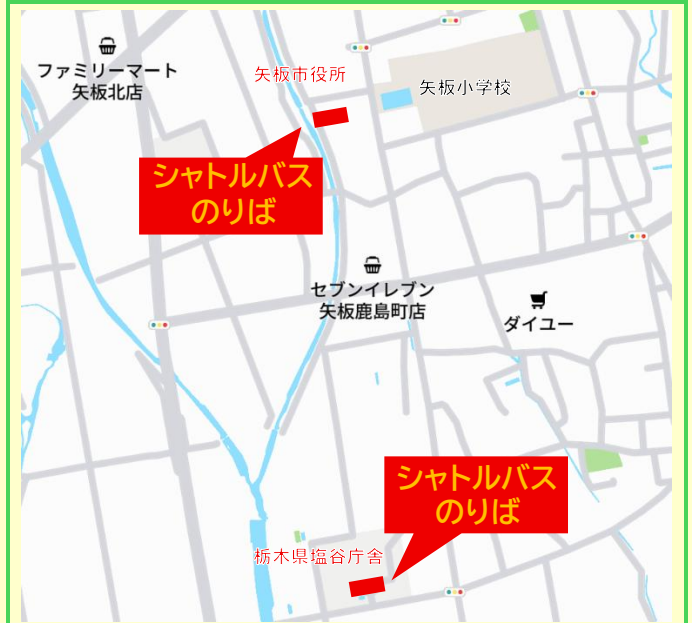 ファミリーマート
矢板北店
矢板市役所
矢板小学校
シャトルバス
のりば
セブンイレブン
矢板鹿島町店
ダイユー
シャトルバス
のりば
栃木県塩谷庁舎